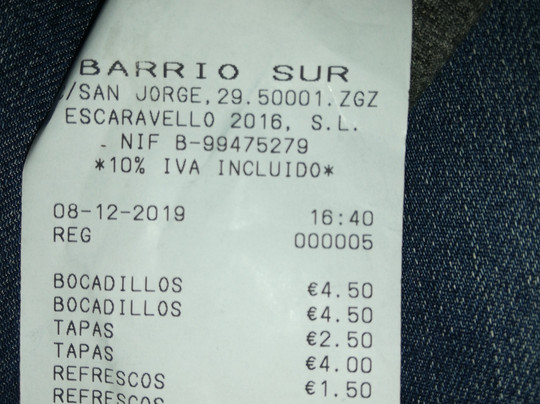 BARRIO SUR
/SAN JORGE,29.50001.ZGZ
ESCARAVELLO 2016, S.L.
NIF B-99475279
*10% IVA INCLUIDO*
08-12-2019 16:40
REG 000005
BOCADILLOS €4.50
BOCADILLOS €4.50
TAPAS €2.50
TAPAS €4.00
REFRESCOS €1.50
REFRESCOS